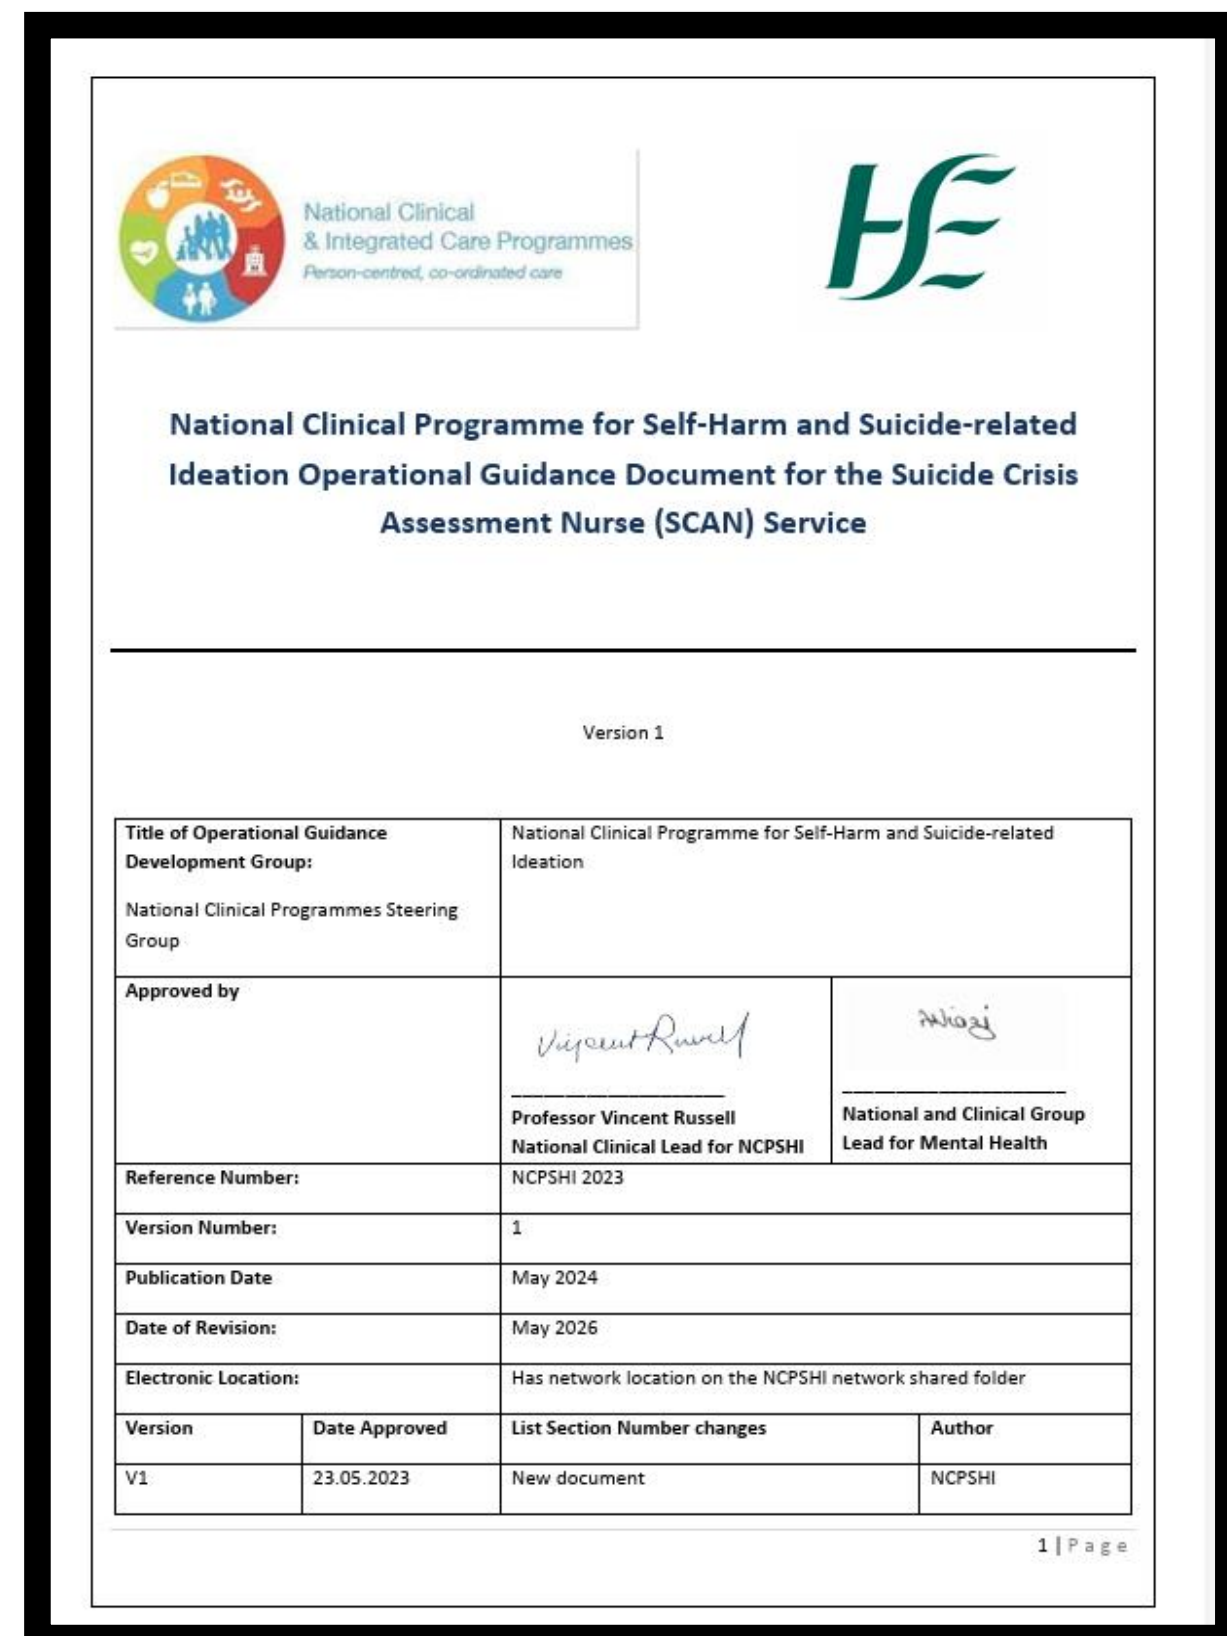 National Clinical
& Integrated Care Programmes
Person-centred, co-ordinated care
HSE
National Clinical Programme for Self-Harm and Suicide-related
Ideation Operational Guidance Document for the Suicide Crisis
Assessment Nurse (SCAN) Service
Version 1
Title of Operational Guidance
Development Group:
National Clinical Programmes Steering
Group
National Clinical Programme for Self-Harm and Suicide-related
Ideation
Approved by
Vincent Russell
Professor Vincent Russell
National Clinical Lead for NCPSHI
National and Clinical Group
Lead for Mental Health
Reference Number:
NCPSHI 2023
Version Number:
1
Publication Date
May 2024
Date of Revision:
May 2026
Electronic Location:
Has network location on the NCPSHI network shared folder
Version
Date Approved
List Section Number changes
Author
V1
23.05.2023
New document
NCPSHI
1 | Page